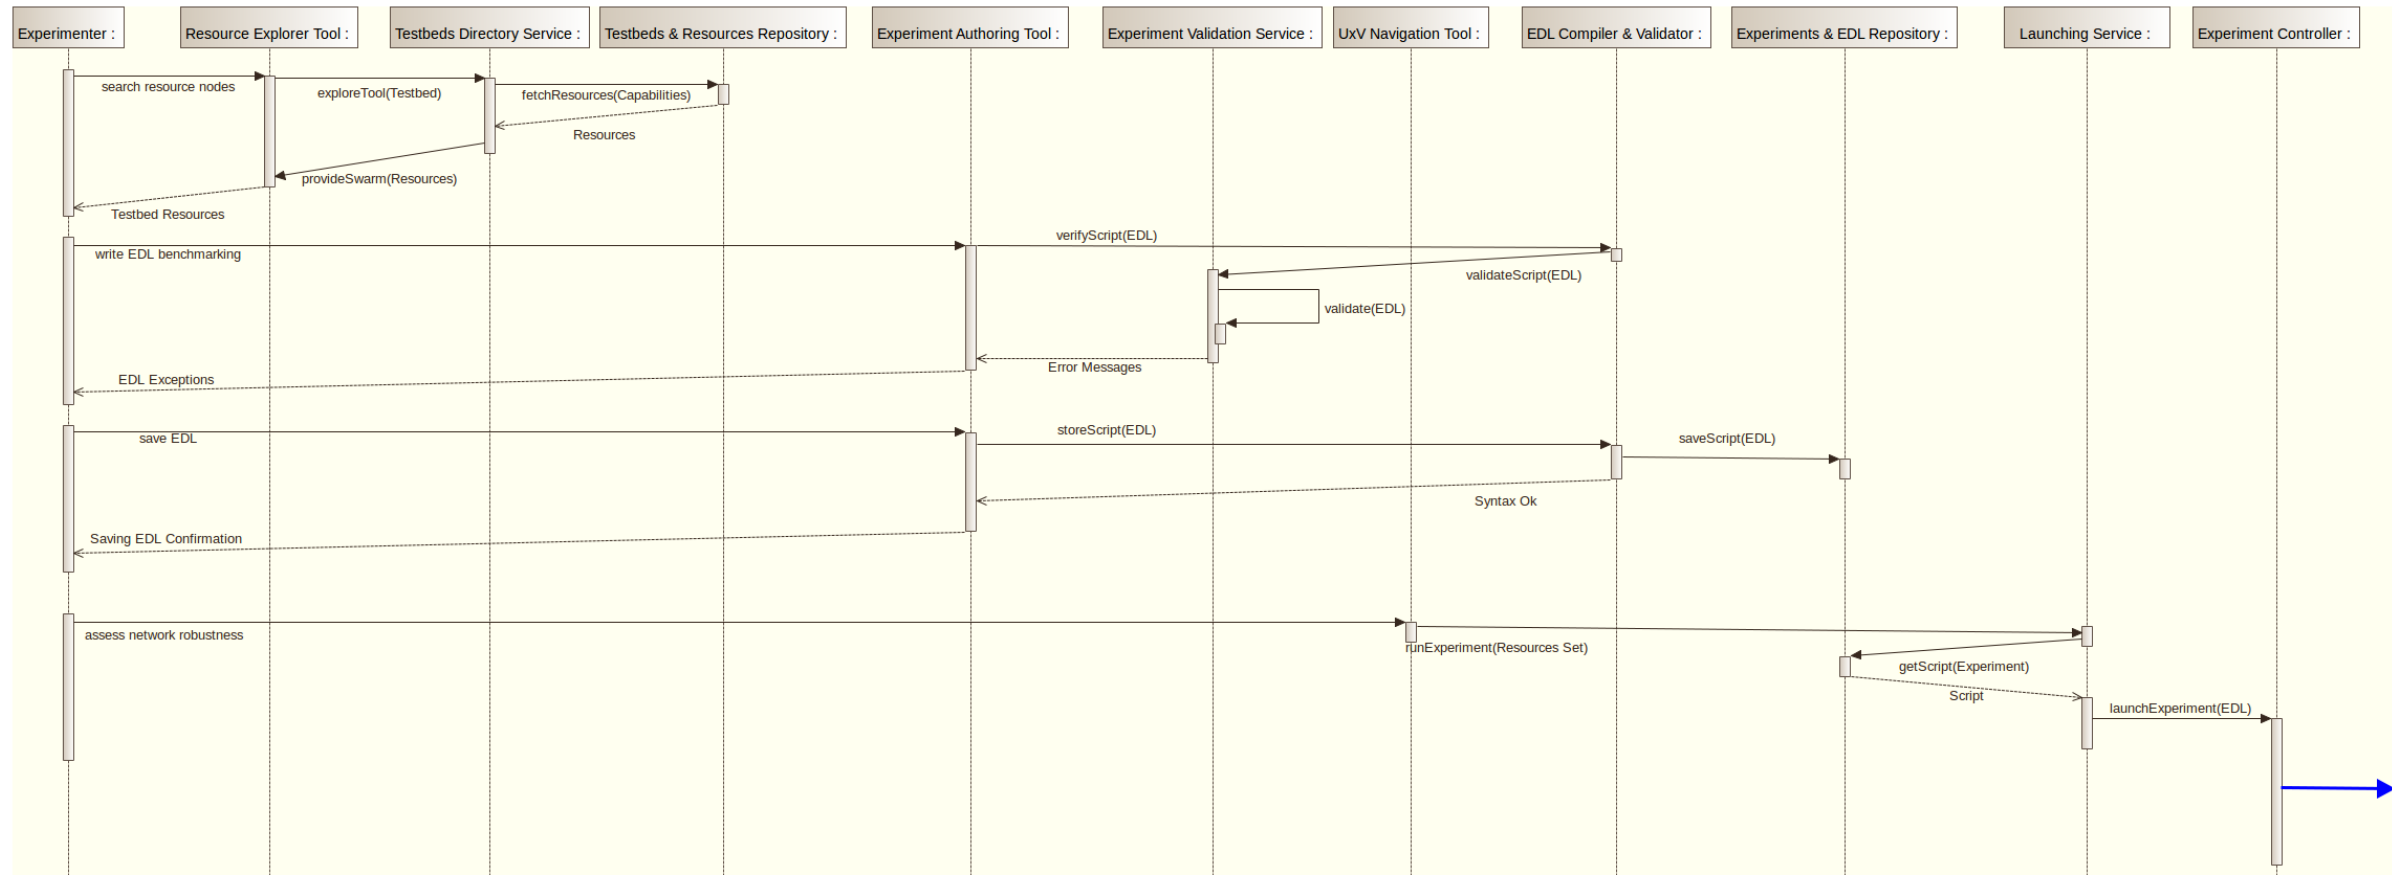 Experimenter :
Resource Explorer Tool :
Testbeds Directory Service :
Testbeds & Resources Repository :
Experiment Authoring Tool :
Experiment Validation Service :
UxV Navigation Tool :
EDL Compiler & Validator :
Experiments & EDL Repository :
Launching Service :
Experiment Controller :
search resource nodes
exploreTool(Testbed)
fetchResources(Capabilities)
Resources
provideSwarm(Resources)
Testbed Resources
verifyScript(EDL)
write EDL benchmarking
validateScript(EDL)
validate(EDL)
Error Messages
EDL Exceptions
storeScript(EDL)
save EDL
saveScript(EDL)
Syntax Ok
Saving EDL Confirmation
assess network robustness
runExperiment(Resources Set)
getScript(Experiment)
Script
launchExperiment(EDL)